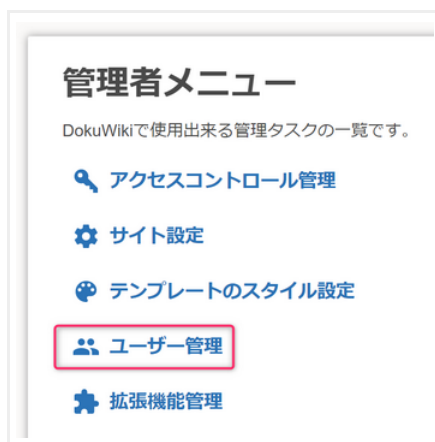 管理者メニュー
DokuWikiで使用出来る管理タスクの一覧です。
アクセスコントロール管理
サイト設定
テンプレートのスタイル設定
ユーザー管理
拡張機能管理